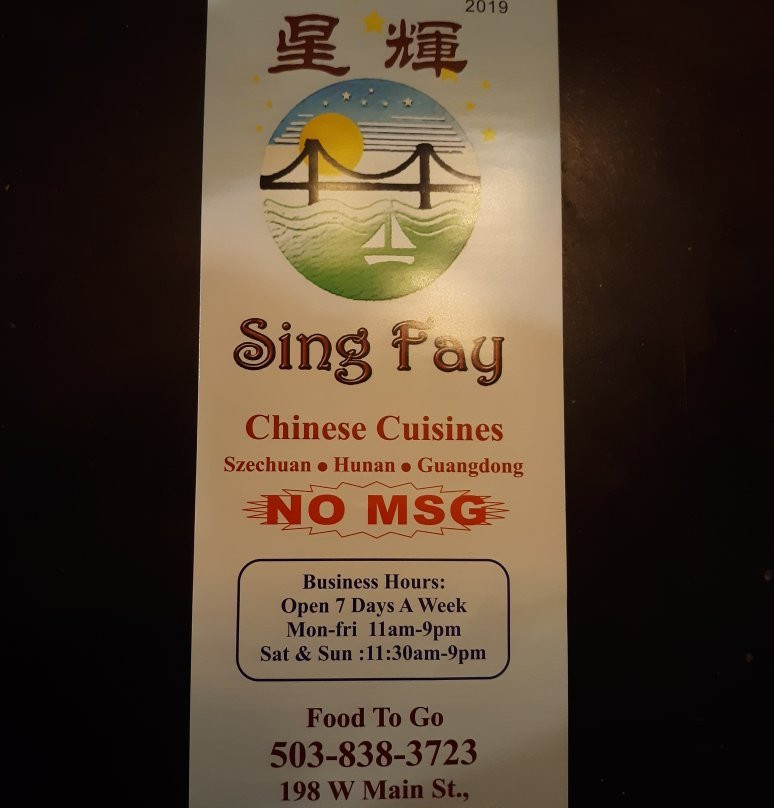 2019
星輝
Sing Fay
Chinese Cuisines
Szechuan • Hunan • Guangdong
NO MSG
Business Hours:
Open 7 Days A Week
Mon-fri 11am-9pm
Sat & Sun :11:30am-9pm
Food To Go
503-838-3723
198 W Main St.,